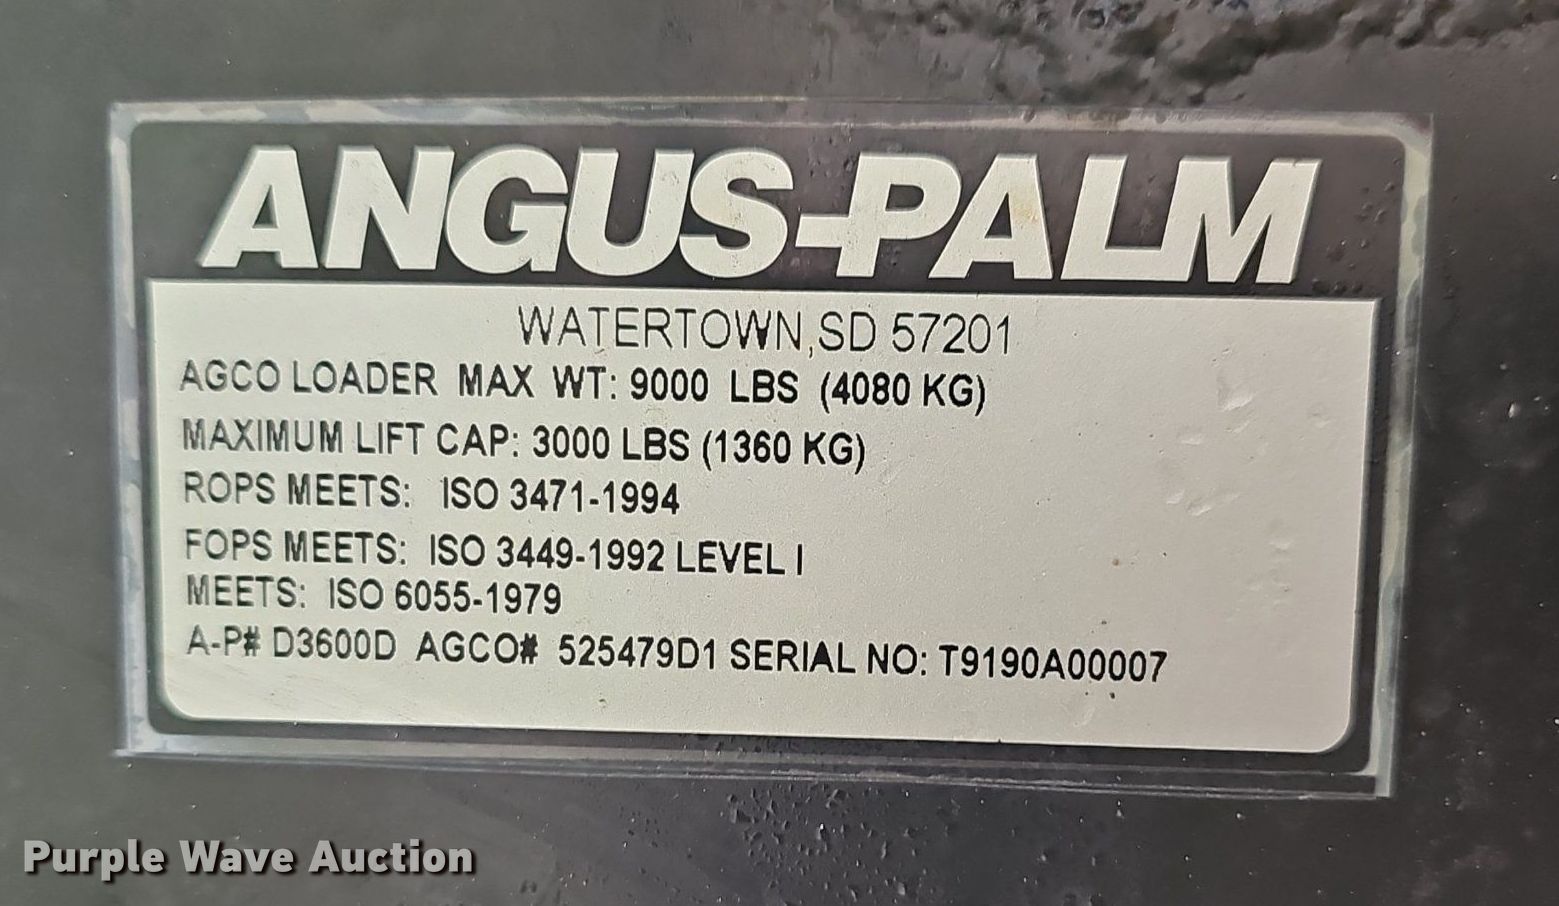 ANGUS-PALM
WATERTOWN,SD 57201
AGCO LOADER MAX WT: 9000 LBS (4080 KG)
MAXIMUM LIFT CAP: 3000 LBS (1360 KG)
ROPS MEETS: ISO 3471-1994
FOPS MEETS: ISO 3449-1992 LEVEL I
MEETS: ISO 6055-1979
A-P# D3600D AGCO# 525479D1 SERIAL NO: T9190A00007
Purple Wave Auction